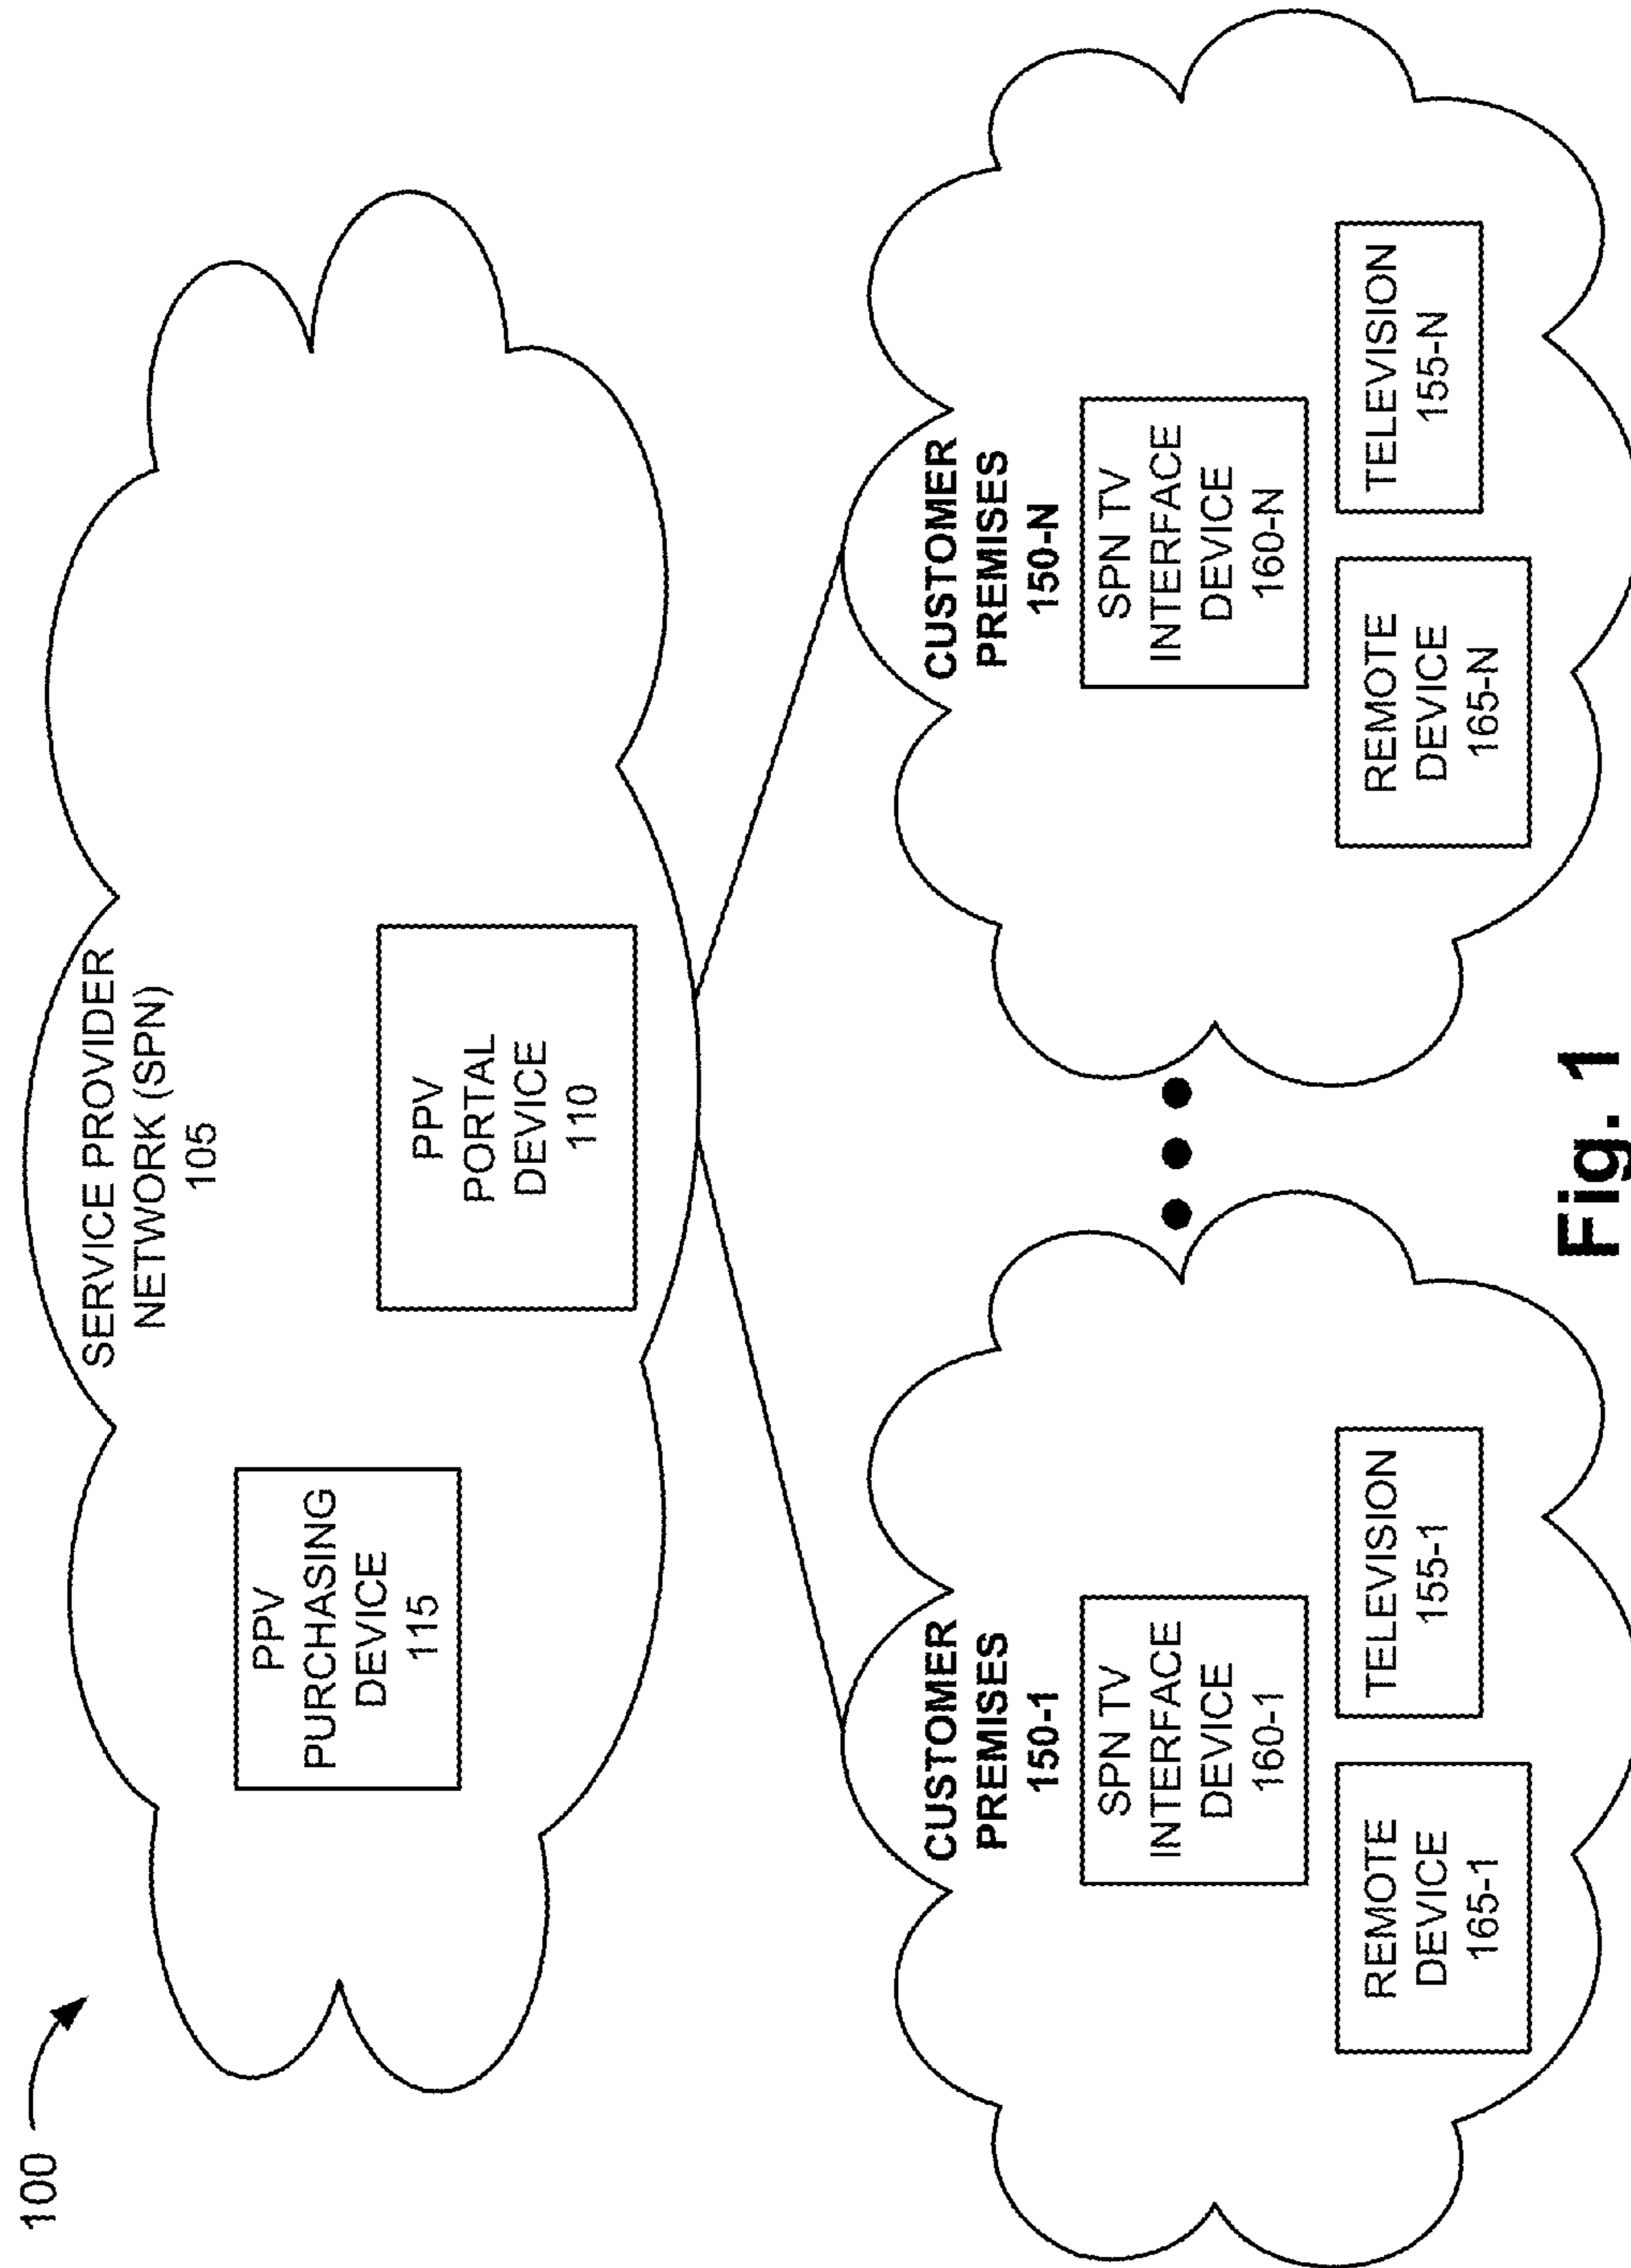 100
SERVICE PROVIDER
NETWORK (SPN)
105
PPV
PURCHASING
DEVICE
115
PPV
PORTAL
DEVICE
110
CUSTOMER
PREMISES
150-1
SPN TV
INTERFACE
DEVICE
160-1
REMOTE
DEVICE
165-1
TELEVISION
155-1
CUSTOMER
PREMISES
150-N
SPN TV
INTERFACE
DEVICE
160-N
REMOTE
DEVICE
165-N
TELEVISION
155-N
Fig. 1